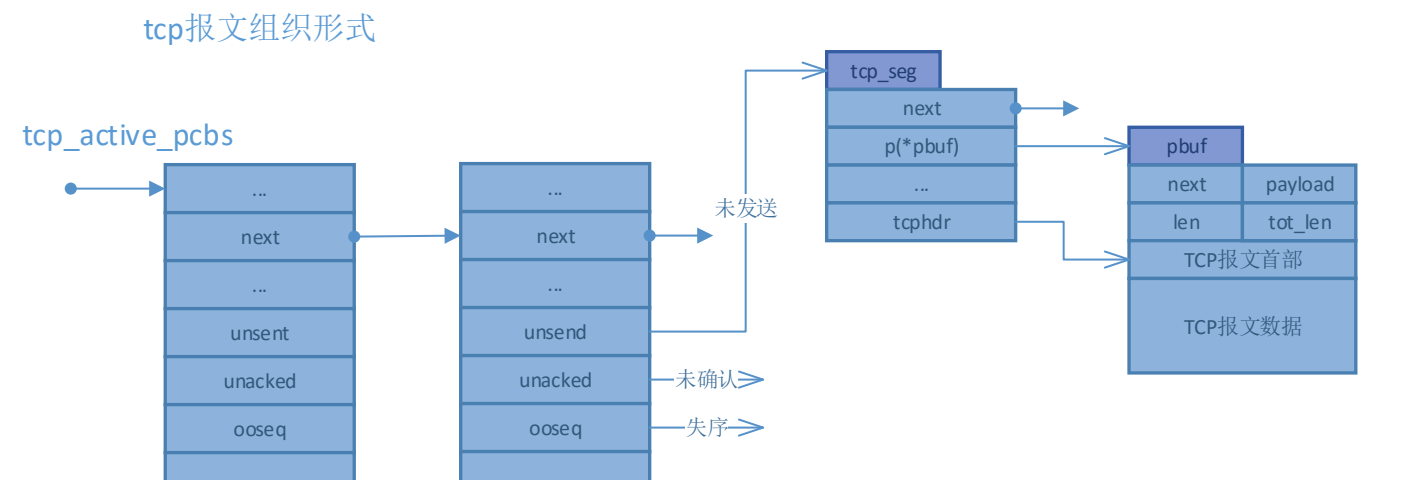 tcp报文组织形式
tcp_active_pcbs
...
next
...
unsent
unacked
ooseq
...
next
...
unsend
unacked
ooseq
未发送
未确认
失序
tcp_seg
next
p(*pbuf)
...
tcphdr
pbuf
next payload
len tot_len
TCP报文首部
TCP报文数据